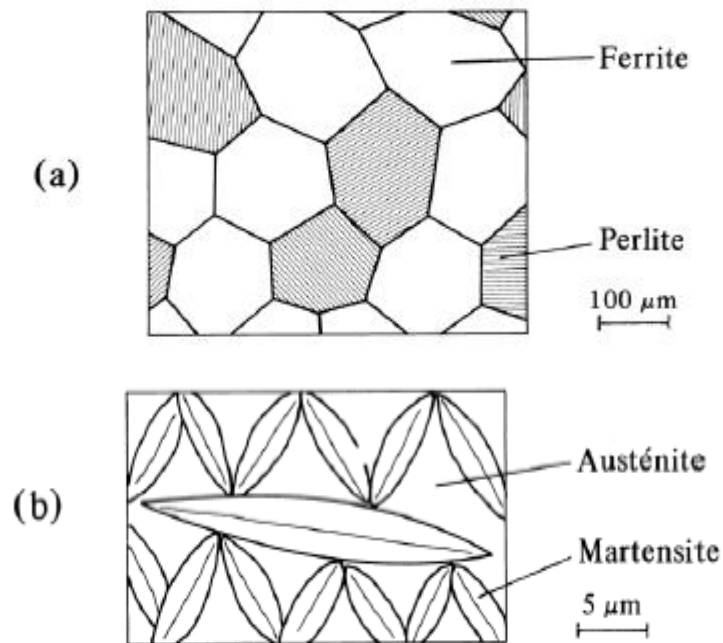 Ferrite
(a)
Perlite
100 μm
Austénite
(b)
Martensite
5 μm